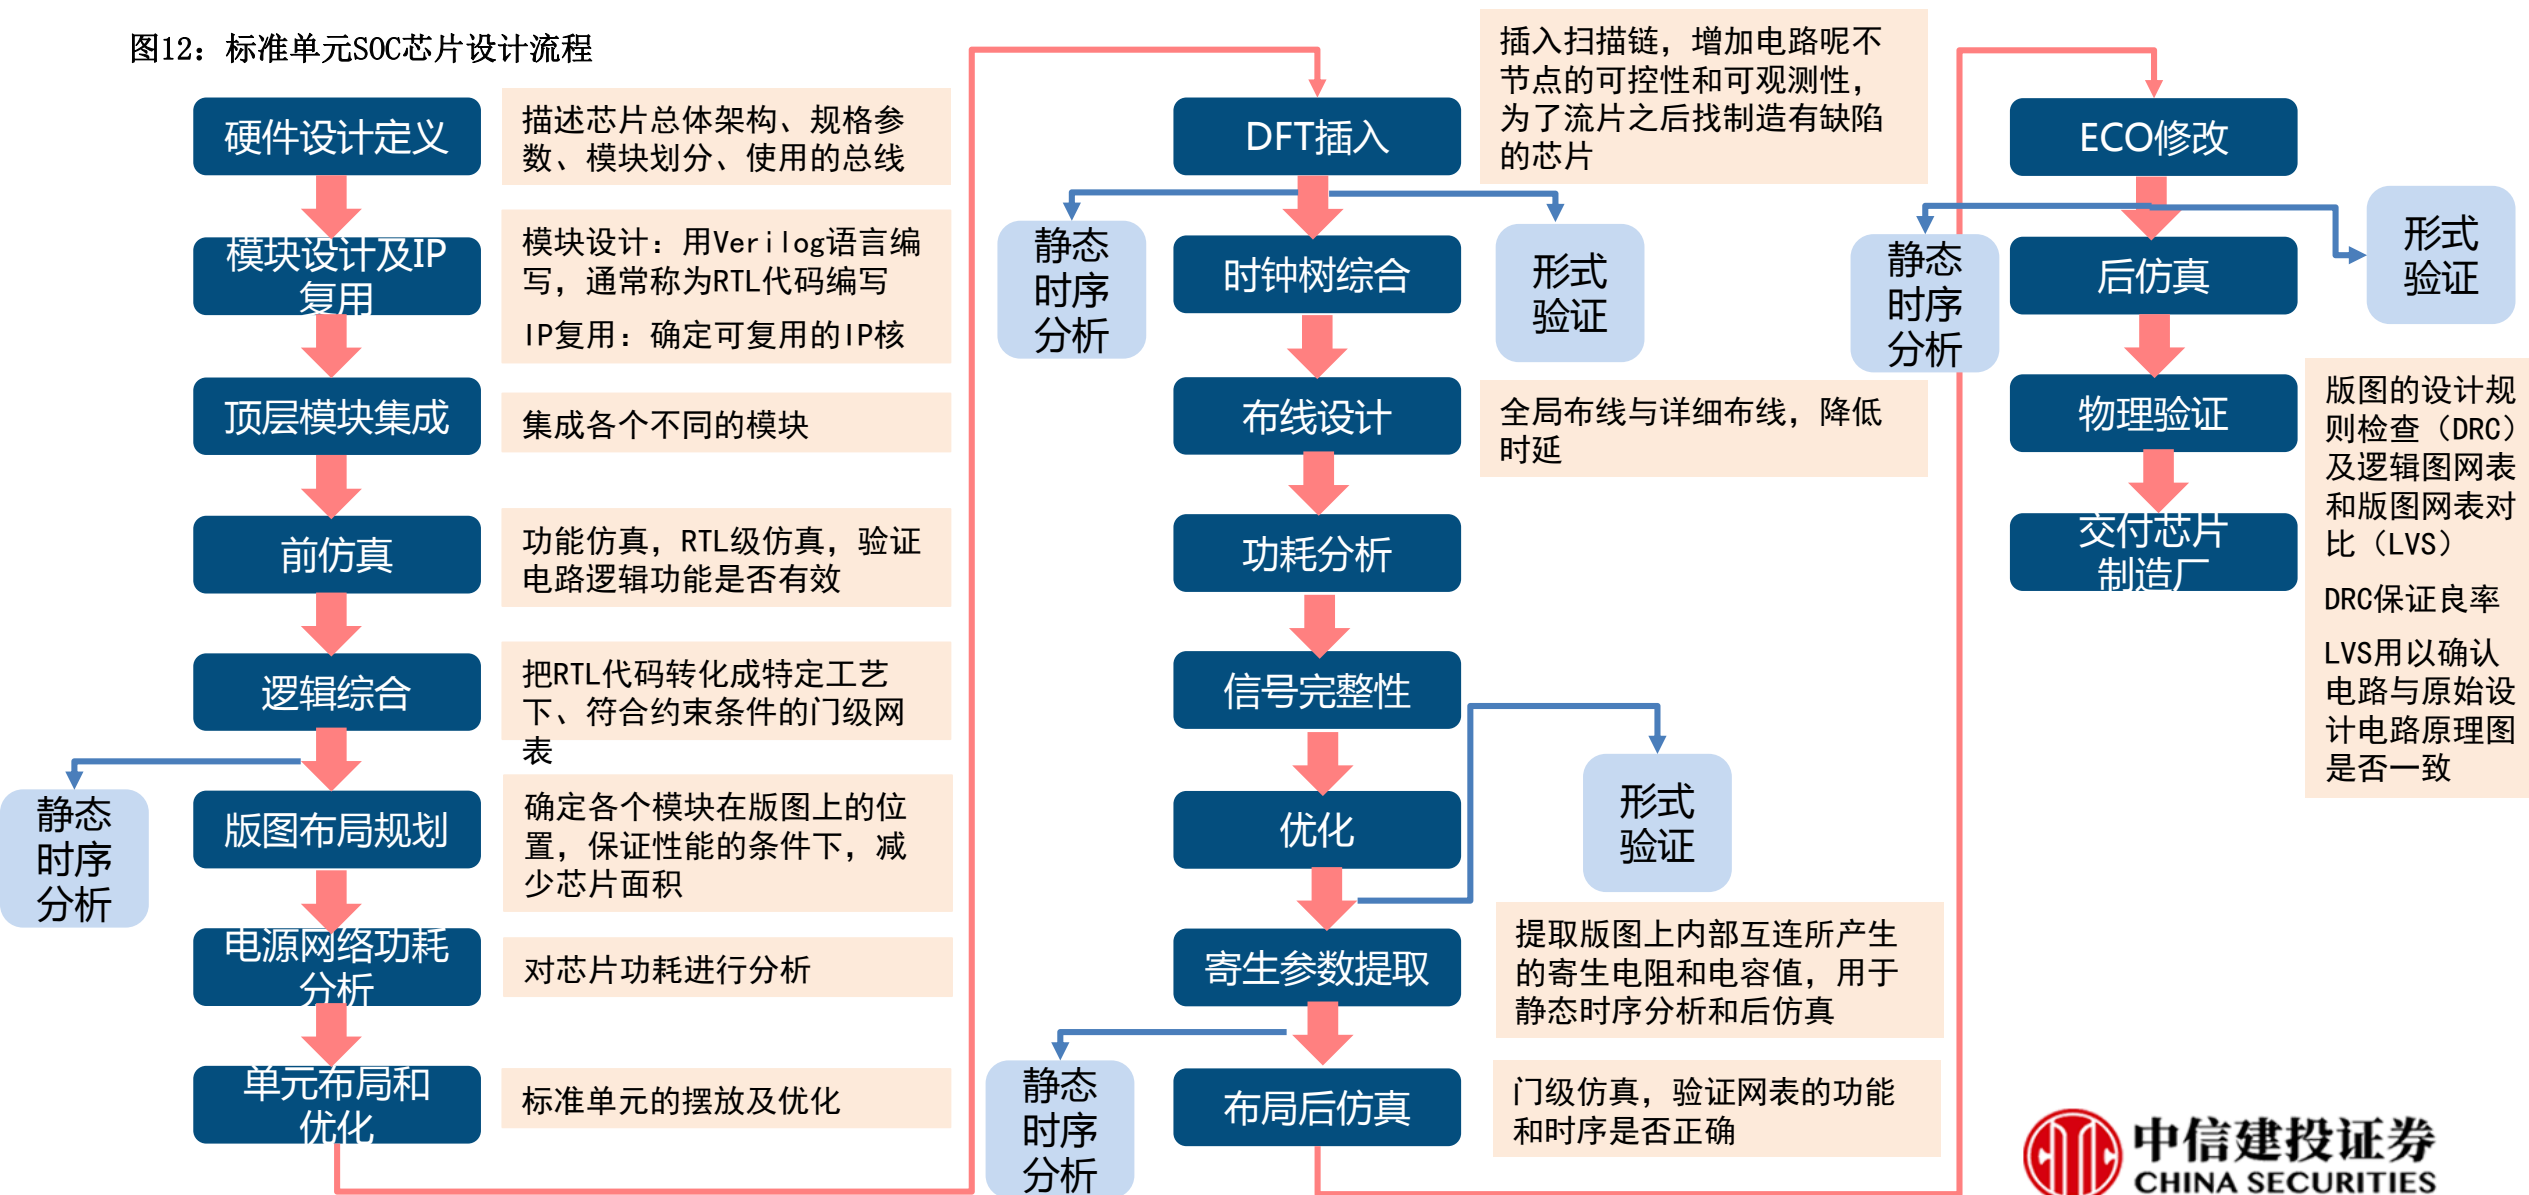 图12：标准单元SOC芯片设计流程
硬件设计定义
描述芯片总体架构、规格参
数、模块划分、使用的总线
模块设计及IP
复用
模块设计：用Verilog语言编
写，通常称为RTL代码编写
IP复用：确定可复用的IP核
顶层模块集成
集成各个不同的模块
前仿真
功能仿真，RTL级仿真，验证
电路逻辑功能是否有效
逻辑综合
把RTL代码转化成特定工艺
下、符合约束条件的门级网
表
静态
时序
分析
版图布局规划
确定各个模块在版图上的位
置，保证性能的条件下，减
少芯片面积
电源网络功耗
分析
对芯片功耗进行分析
单元布局和
优化
标准单元的摆放及优化
DFT插入
插入扫描链，增加电路呢不
节点的可控性和可观测性，
为了流片之后找制造有缺陷
的芯片
静态
时序
分析
形式
验证
时钟树综合
布线设计
全局布线与详细布线，降低
时延
功耗分析
信号完整性
优化
形式
验证
寄生参数提取
提取版图上内部互连所产生
的寄生电阻和电容值，用于
静态时序分析和后仿真
静态
时序
分析
布局后仿真
门级仿真，验证网表的功能
和时序是否正确
ECO修改
静态
时序
分析
形式
验证
后仿真
物理验证
版图的设计规
则检查（DRC）
及逻辑图网表
和版图网表对
比（LVS）
DRC保证良率
LVS用以确认
电路与原始设
计电路原理图
是否一致
交付芯片
制造厂
中信建投证券
CHINA SECURITIES